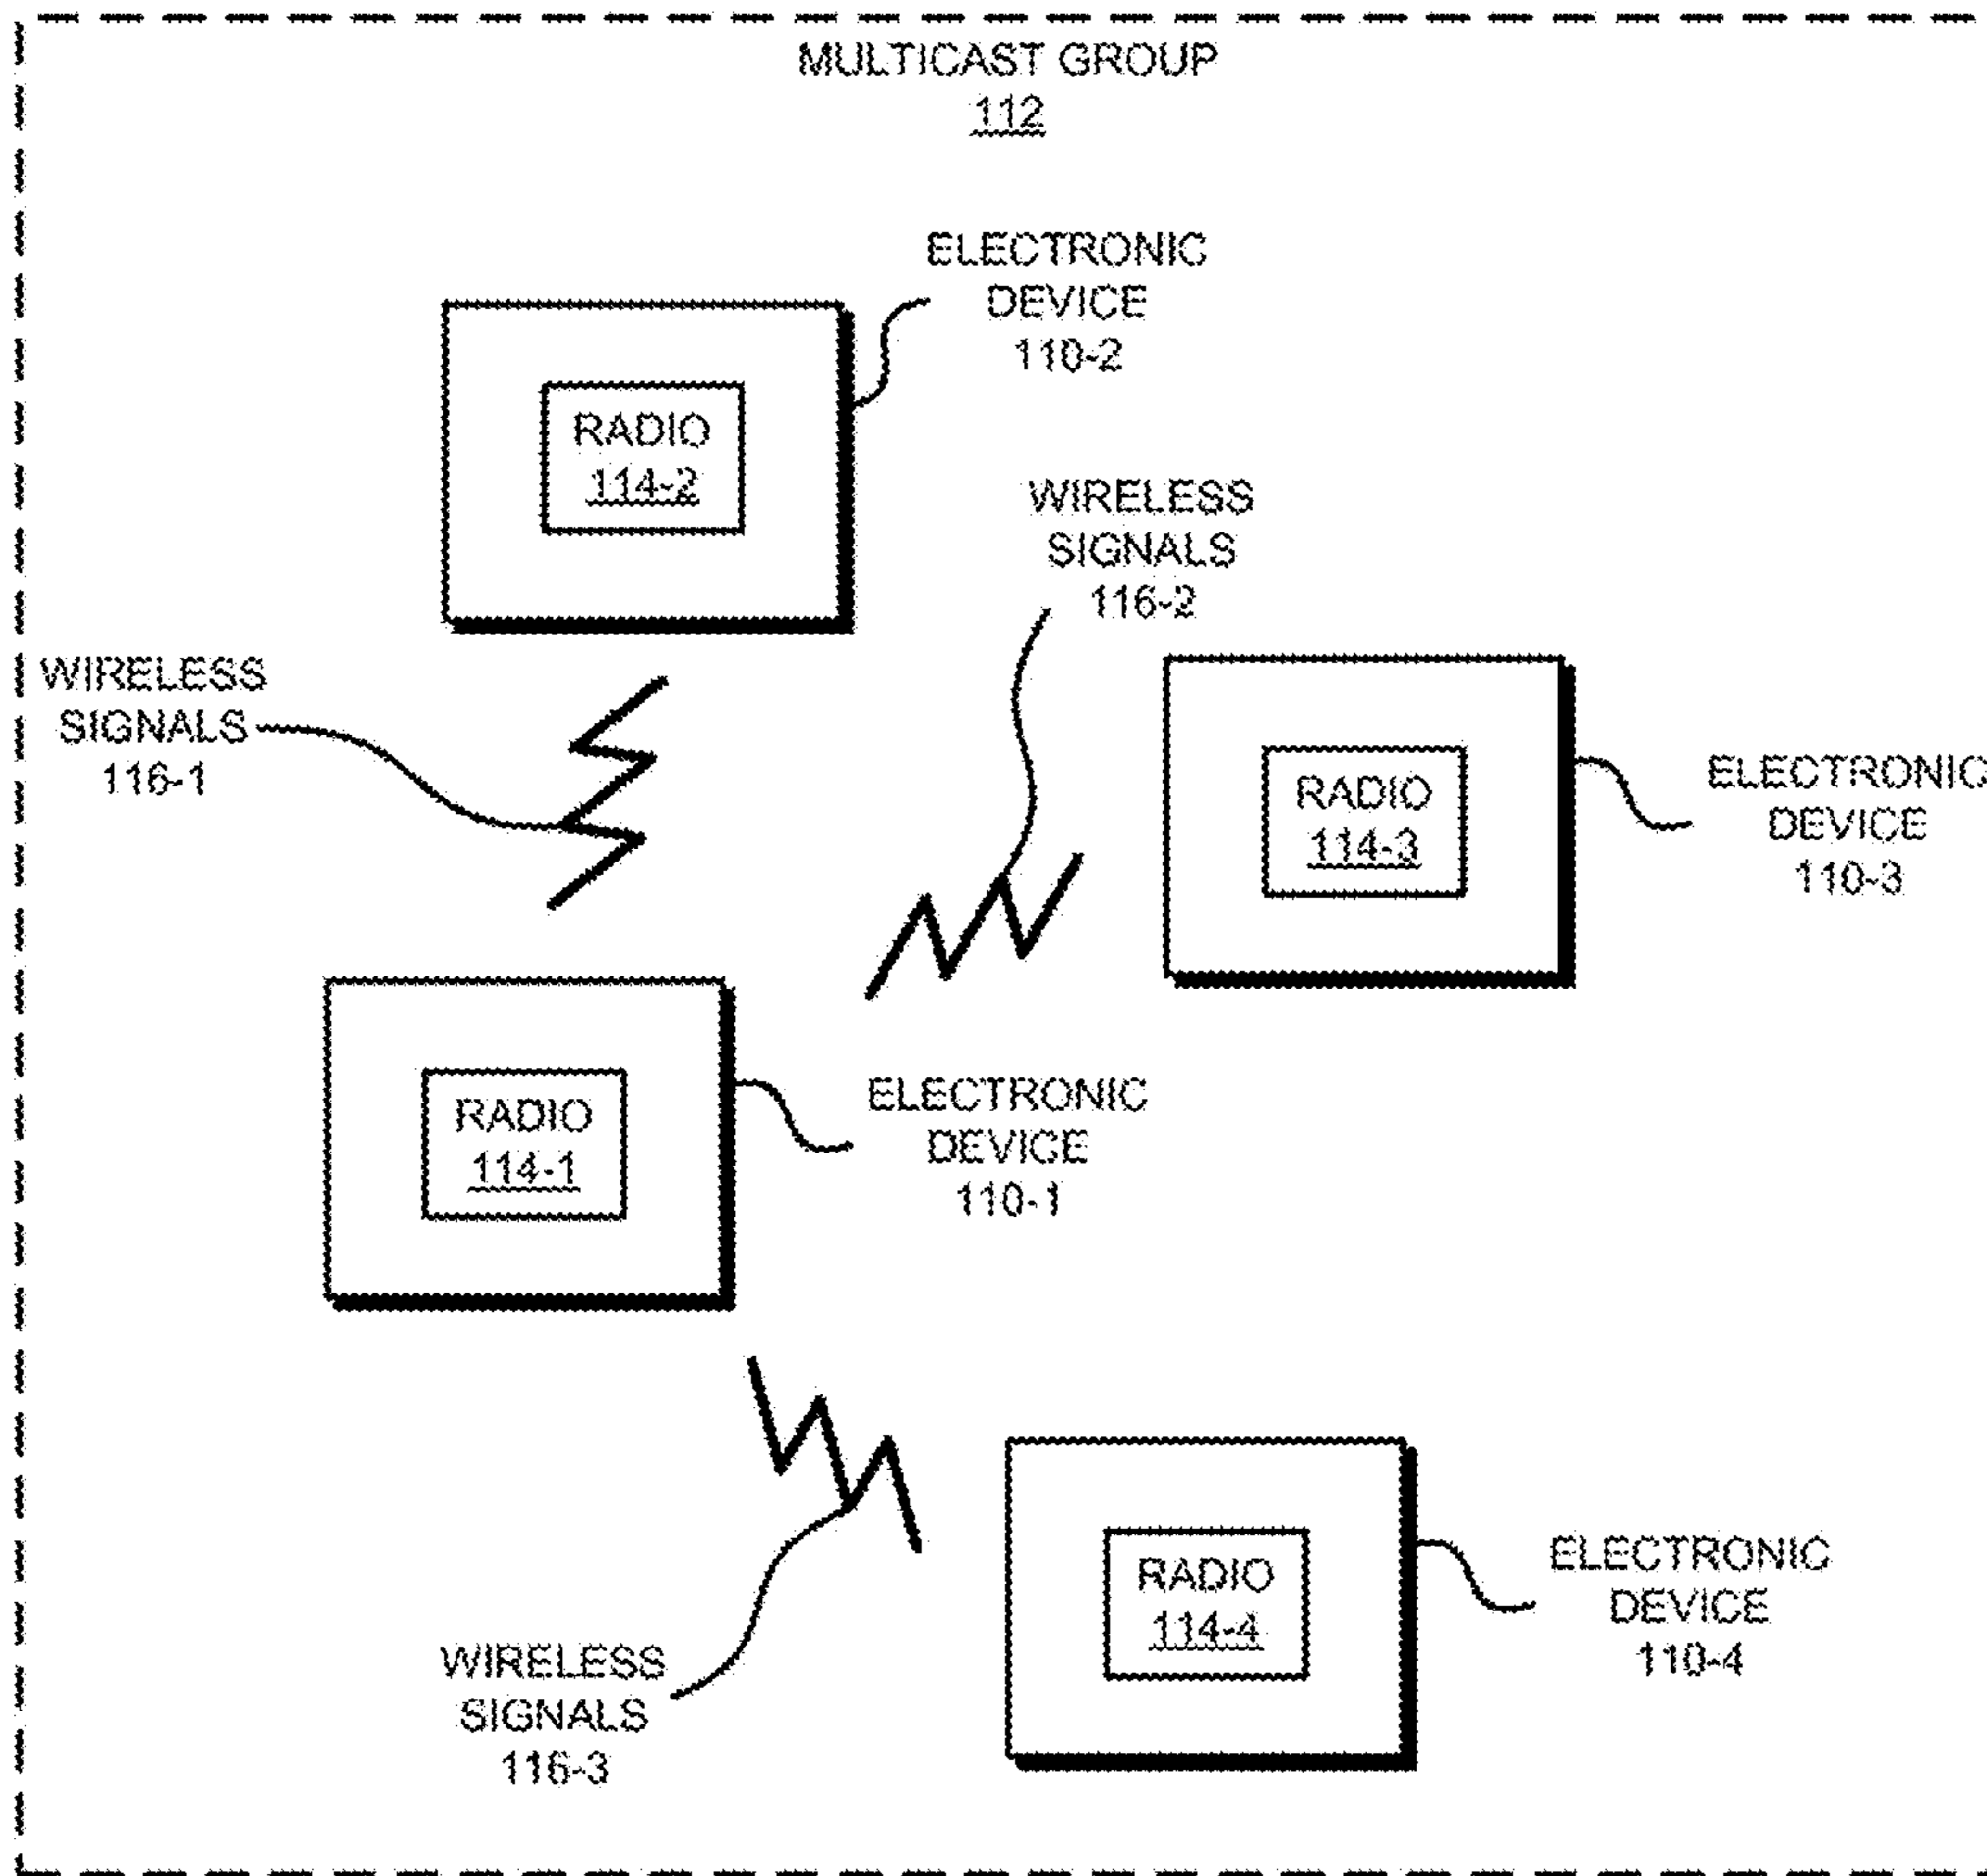 MULTICAST GROUP
112
ELECTRONIC
DEVICE
110-2
RADIO
114-2
WIRELESS
SIGNALS
116-2
WIRELESS
SIGNALS
116-1
RADIO
114-3
ELECTRONIC
DEVICE
110-3
RADIO
114-1
ELECTRONIC
DEVICE
110-1
RADIO
114-4
ELECTRONIC
DEVICE
110-4
WIRELESS
SIGNALS
116-3